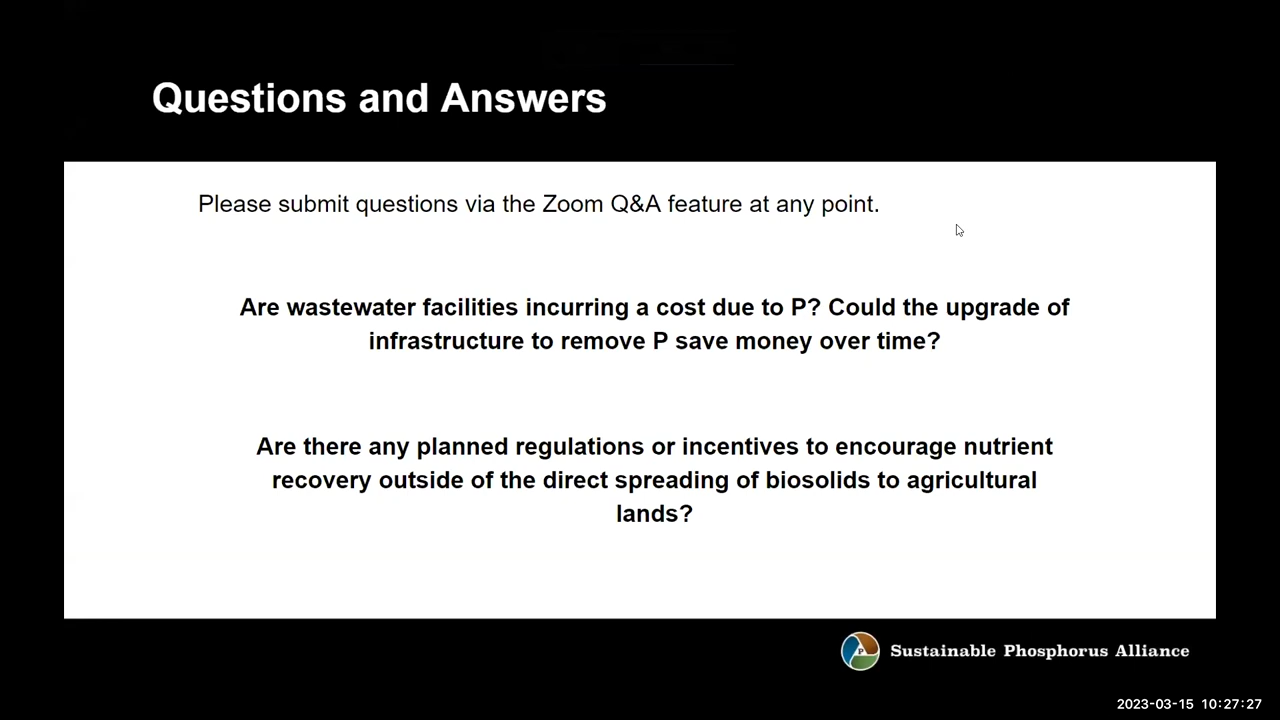 Questions and Answers
Please submit questions via the Zoom Q&A feature at any point.
Are wastewater facilities incurring a cost due to P? Could the upgrade of
infrastructure to remove P save money over time?
Are there any planned regulations or incentives to encourage nutrient
recovery outside of the direct spreading of biosolids to agricultural
lands?
P
Sustainable Phosphorus Alliance
2023-03-15 10:27:27